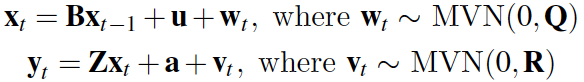 𝐱ₜ = 𝐁𝐱ₜ₋₁ + 𝐮 + 𝐰ₜ, where 𝐰ₜ ∼ MVN(0, 𝐐)
𝐲ₜ = 𝐙𝐱ₜ + 𝐚 + 𝐯ₜ, where 𝐯ₜ ∼ MVN(0, 𝐑)